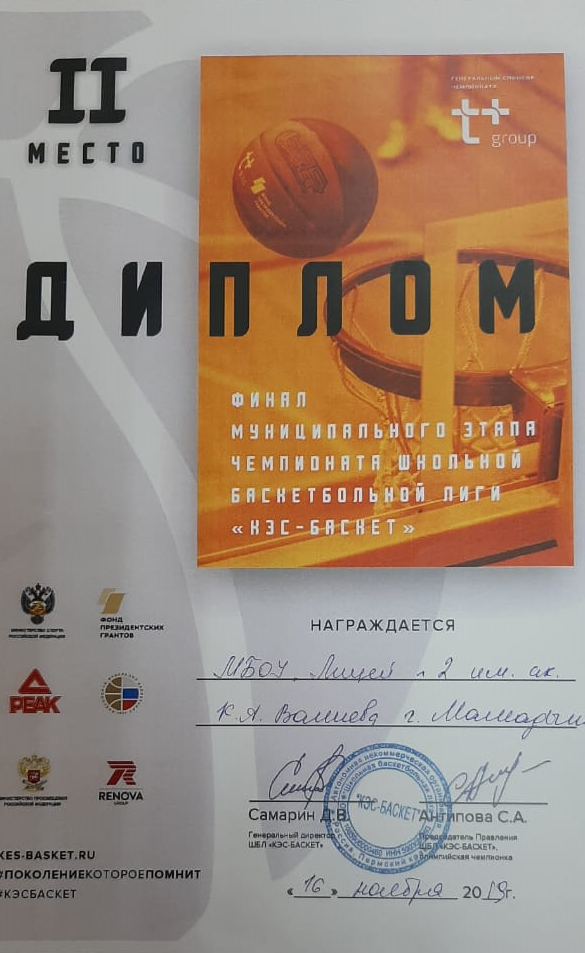 II
МЕСТО
ГЕНЕРАЛЬНЫЙ СПОНСОР
ЧЕМПИОНАТА
t+
group
ДИПЛОМ
ФИНАЛ
МУНИЦИПАЛЬНОГО ЭТАПА
ЧЕМПИОНАТА ШКОЛЬНОЙ
БАСКЕТБОЛЬНОЙ ЛИГИ
«КЭС-БАСКЕТ»
НАГРАЖДАЕТСЯ
МБОУ Лицей № 2 им. ак.
К.А. Валиева г. Мамадыш
МИНИСТЕРСТВО СПОРТА
РОССИЙСКОЙ ФЕДЕРАЦИИ
ФОНД
ПРЕЗИДЕНТСКИХ
ГРАНТОВ
PEAK
МИНИСТЕРСТВО ПРОСВЕЩЕНИЯ
РОССИЙСКОЙ ФЕДЕРАЦИИ
RENOVA
GROUP
"КЭС-БАСКЕТ"
Самарин Д.В.
Генеральный директор
ШБЛ «КЭС-БАСКЕТ»
Антипова С.А.
Председатель Правления
ШБЛ «КЭС-БАСКЕТ»,
олимпийская чемпионка
KES-BASKET.RU
#ПОКОЛЕНИЕКОТОРОЕПОМНИТ
#КЭСБАСКЕТ
«16» ноября 2019г.